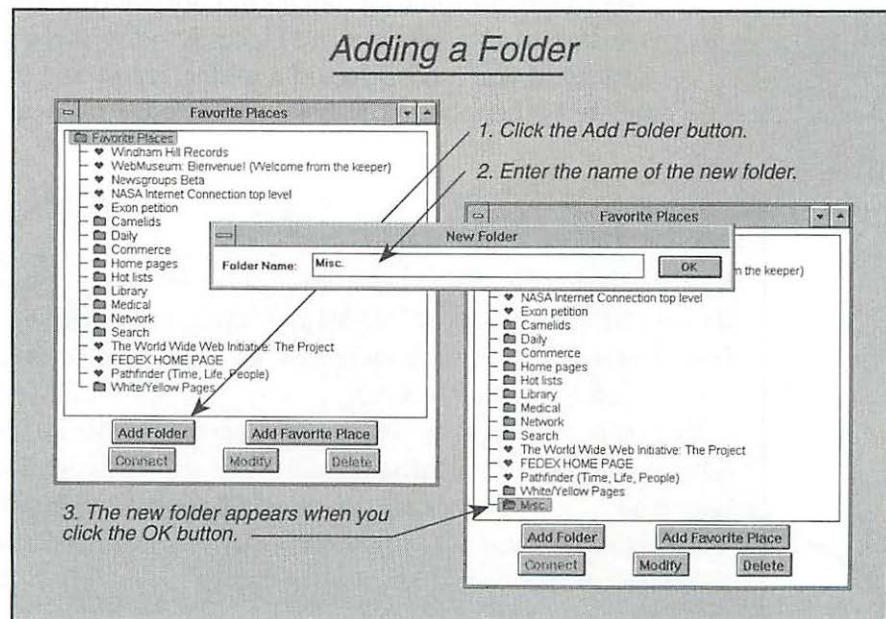 Adding a Folder
Favorite Places
Favorite Places
Windham Hill Records
WebMuseum: Bienvenue! (Welcome from the keeper)
Newsgroups Beta
NASA Internet Connection top level
Exon petition
Camelids
Daily
Commerce
Home pages
Hot lists
Library
Medical
Network
Search
The World Wide Web Initiative: The Project
FEDEX HOME PAGE
Pathfinder (Time, Life, People)
White/Yellow Pages
Add Folder
Add Favorite Place
Connect
Modify
Delete
1. Click the Add Folder button.
2. Enter the name of the new folder.
New Folder
Folder Name:
Misc.
OK
Favorite Places
m the keeper)
NASA Internet Connection top level
Exon petition
Camelids
Daily
Commerce
Home pages
Hot lists
Library
Medical
Network
Search
The World Wide Web Initiative: The Project
FEDEX HOME PAGE
Pathfinder (Time, Life, People)
White/Yellow Pages
Misc.
Add Folder
Add Favorite Place
Connect
Modify
Delete
3. The new folder appears when you
click the OK button.